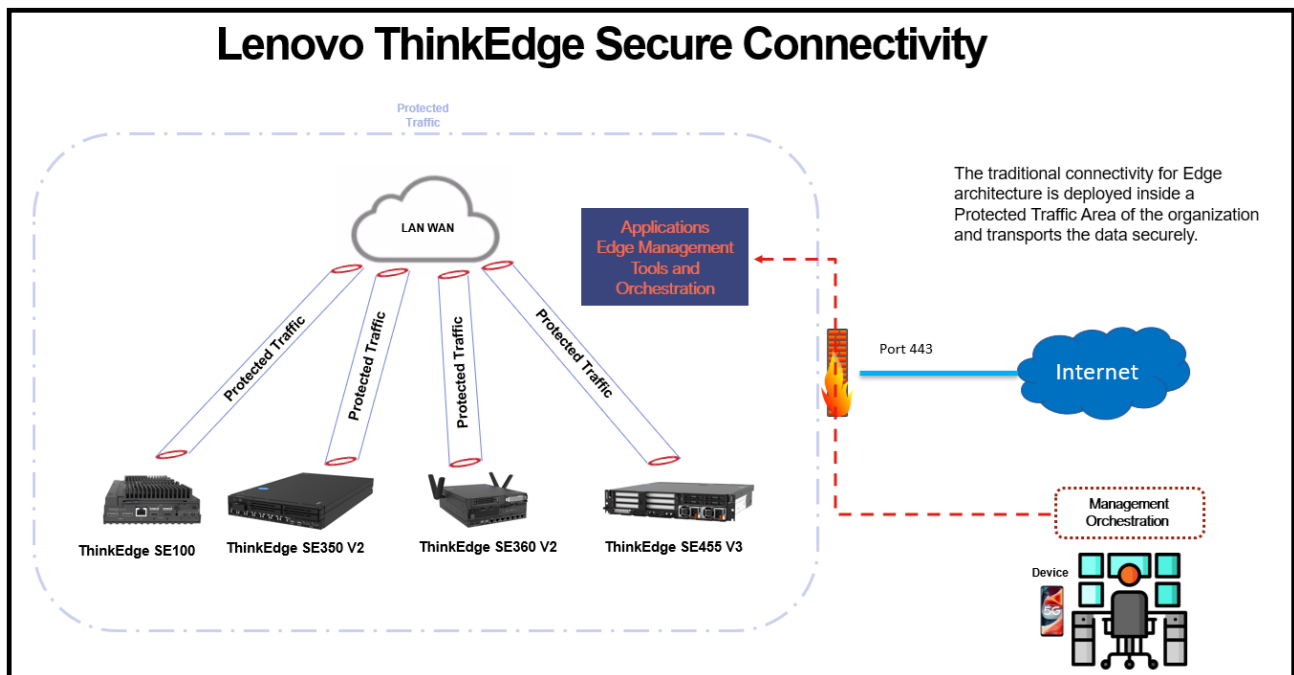 Lenovo ThinkEdge Secure Connectivity
Protected
Traffic
LAN WAN
Applications
Edge Management
Tools and
Orchestration
The traditional connectivity for Edge
architecture is deployed inside a
Protected Traffic Area of the organization
and transports the data securely.
Protected Traffic
Protected Traffic
Protected Traffic
Protected Traffic
Port 443
Internet
ThinkEdge SE100
ThinkEdge SE350 V2
ThinkEdge SE360 V2
ThinkEdge SE455 V3
Management
Orchestration
Device
5G